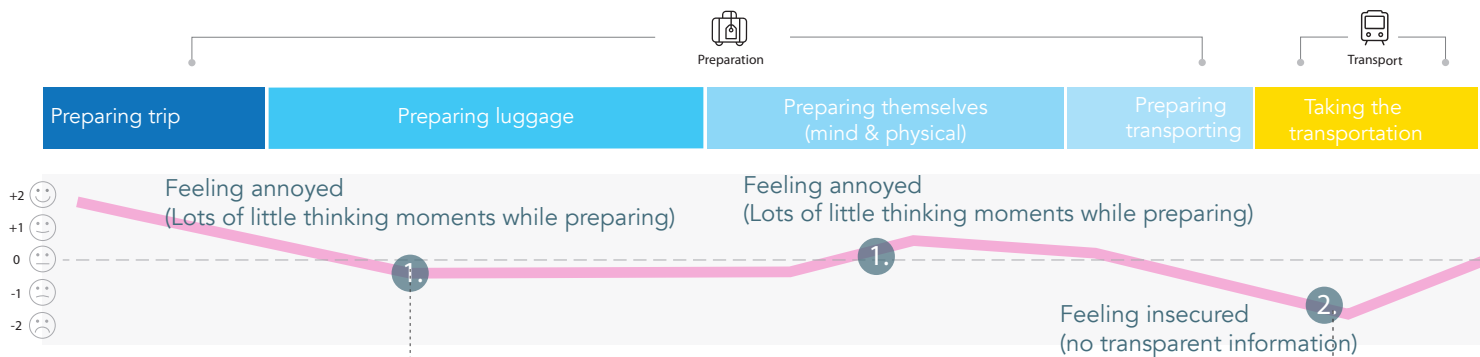 Preparation
Transport
Preparing trip
Preparing luggage
Preparing themselves
(mind & physical)
Preparing
transporting
Taking the
transportation
+2
+1
0
-1
-2
Feeling annoyed
(Lots of little thinking moments while preparing)
1.
Feeling annoyed
(Lots of little thinking moments while preparing)
1.
Feeling insecured
(no transparent information)
2.